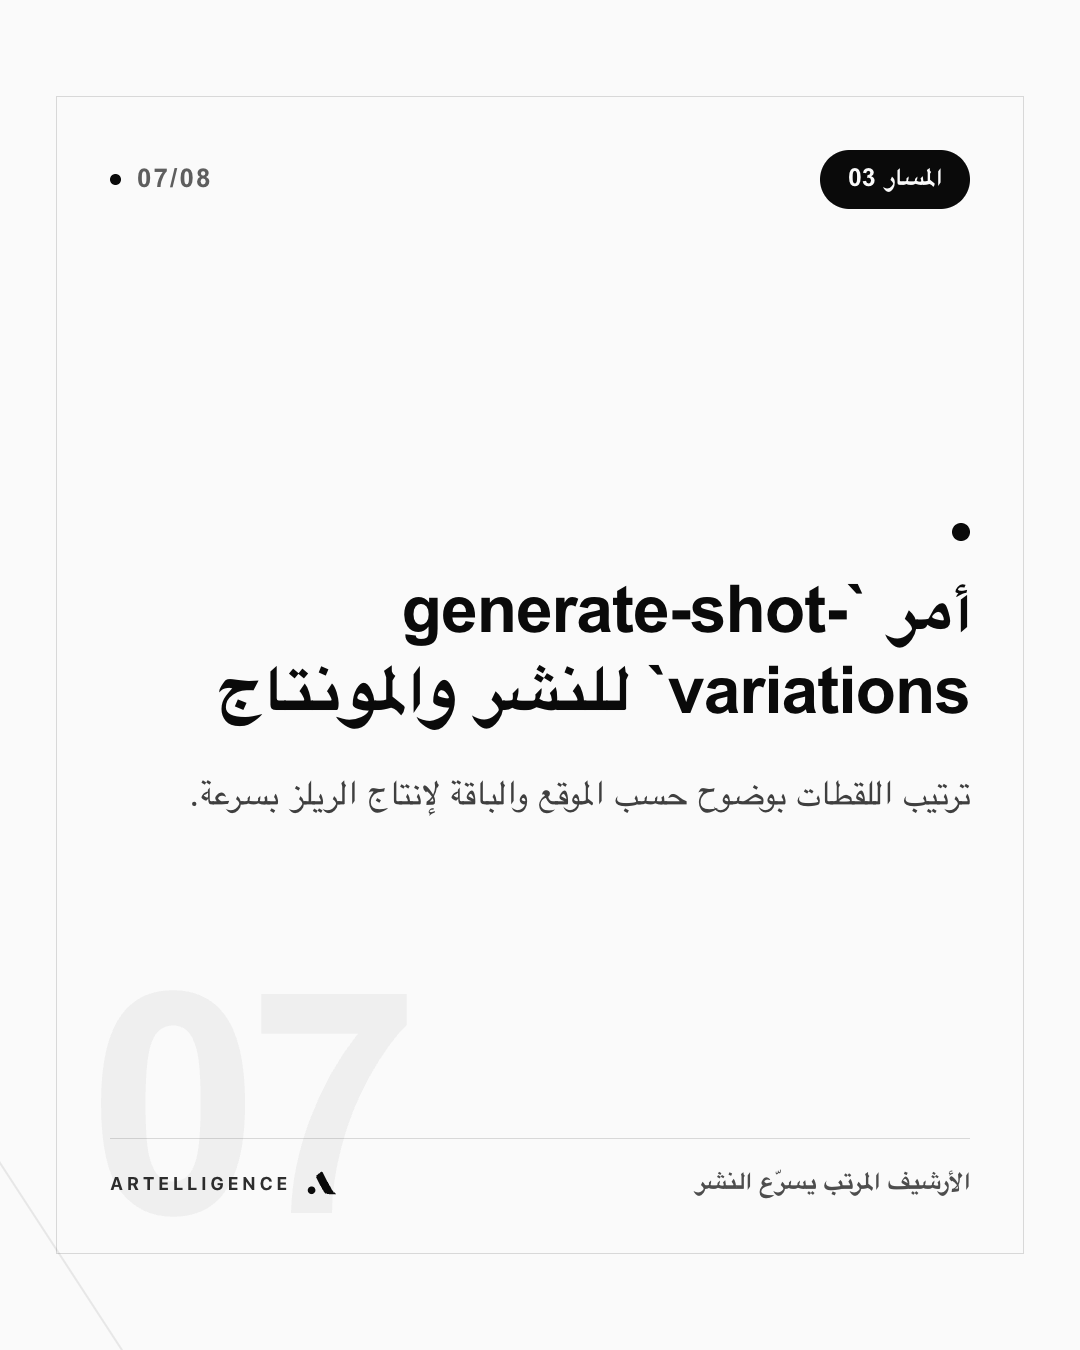 المسار 03
07/08
أمر `generate-shot-
variations` للنشر والمونتاج
ترتيب اللقطات بوضوح حسب الموقع والباقة لإنتاج الريلز بسرعة.
07
الأرشيف المرتب يسرّع النشر
ARTELLIGENCE